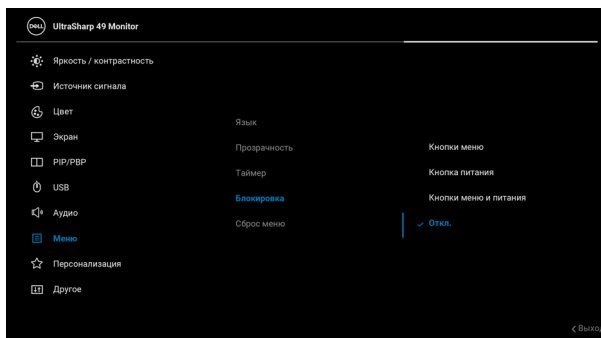 DELL UltraSharp 49 Monitor
Яркость / контрастность
Источник сигнала
Цвет
Экран
PIP/PBP
USB
Аудио
Меню
Персонализация
Другое
Язык
Прозрачность
Таймер
Блокировка
Сброс меню
Кнопки меню
Кнопка питания
Кнопки меню и питания
Откл.
Выход